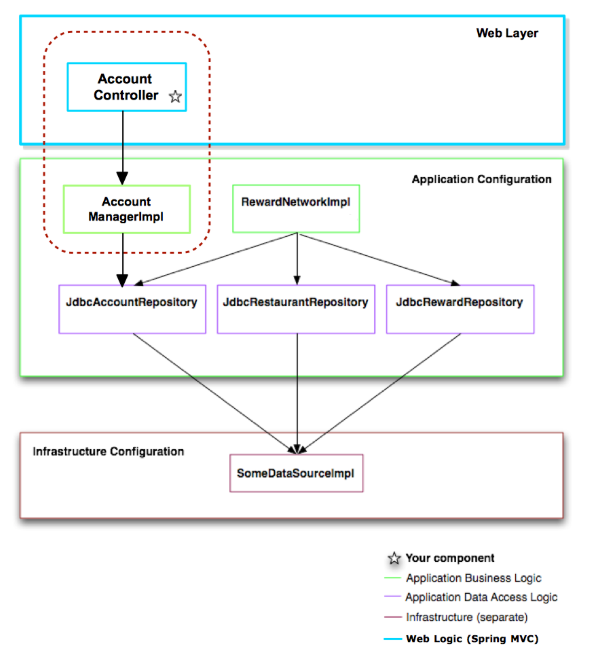 Web Layer
Account
Controller
Application Configuration
Account
ManagerImpl
RewardNetworkImpl
JdbcAccountRepository
JdbcRestaurantRepository
JdbcRewardRepository
Infrastructure Configuration
SomeDataSourceImpl
Your component
Application Business Logic
Application Data Access Logic
Infrastructure (separate)
Web Logic (Spring MVC)